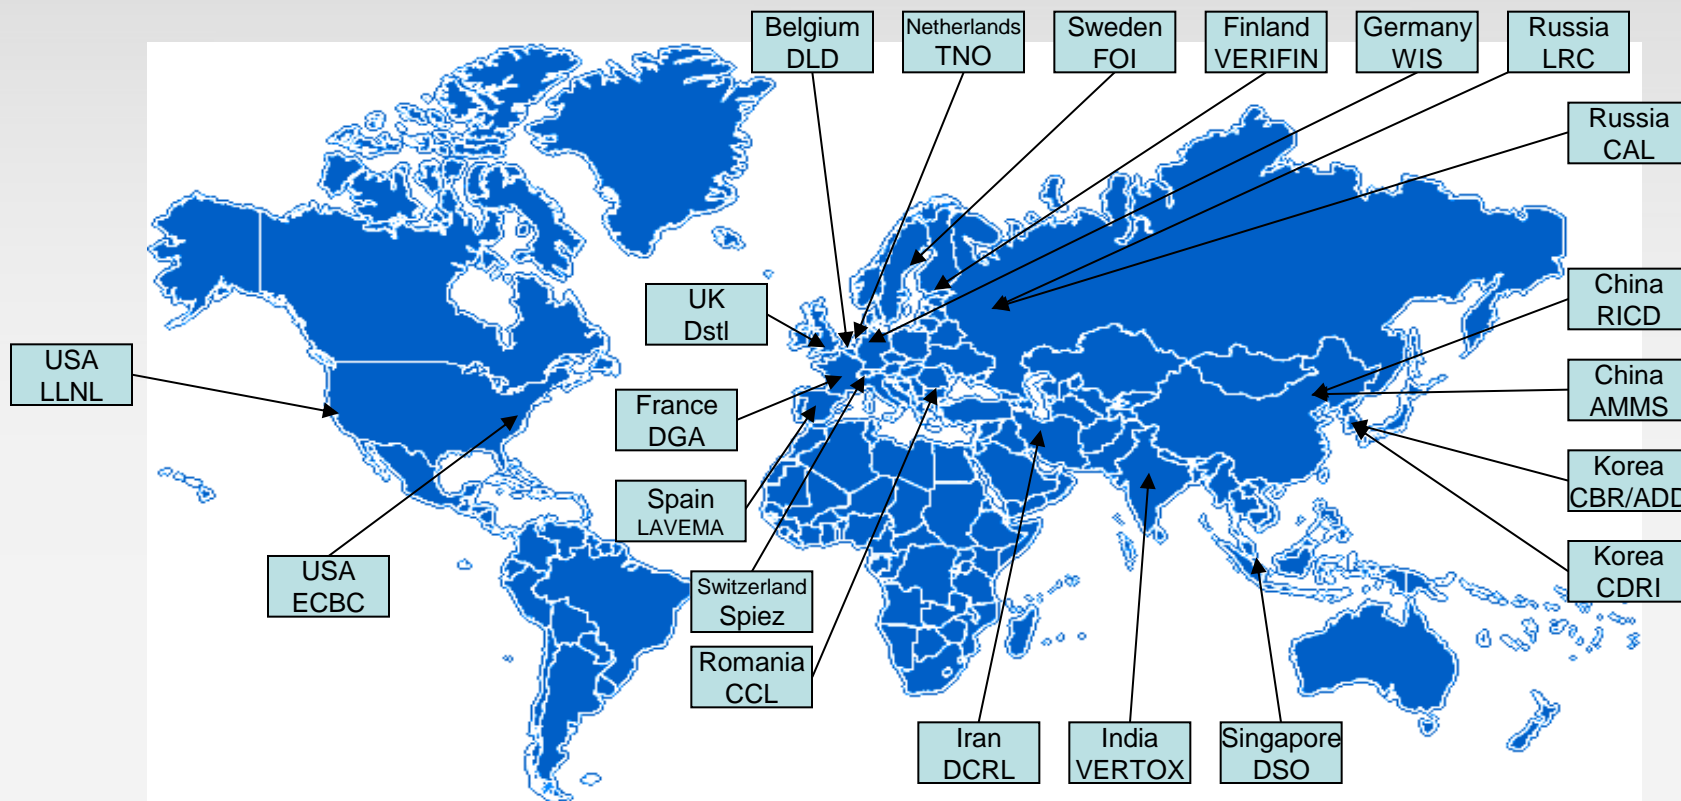 Belgium
DLD
Netherlands
TNO
Sweden
FOI
Finland
VERIFIN
Germany
WIS
Russia
LRC
Russia
CAL
UK
Dstl
China
RICD
USA
LLNL
China
AMMS
France
DGA
Korea
CBR/ADD
Spain
LAVEMA
USA
ECBC
Switzerland
Spiez
Korea
CDRI
Romania
CCL
Iran
DCRL
India
VERTOX
Singapore
DSO